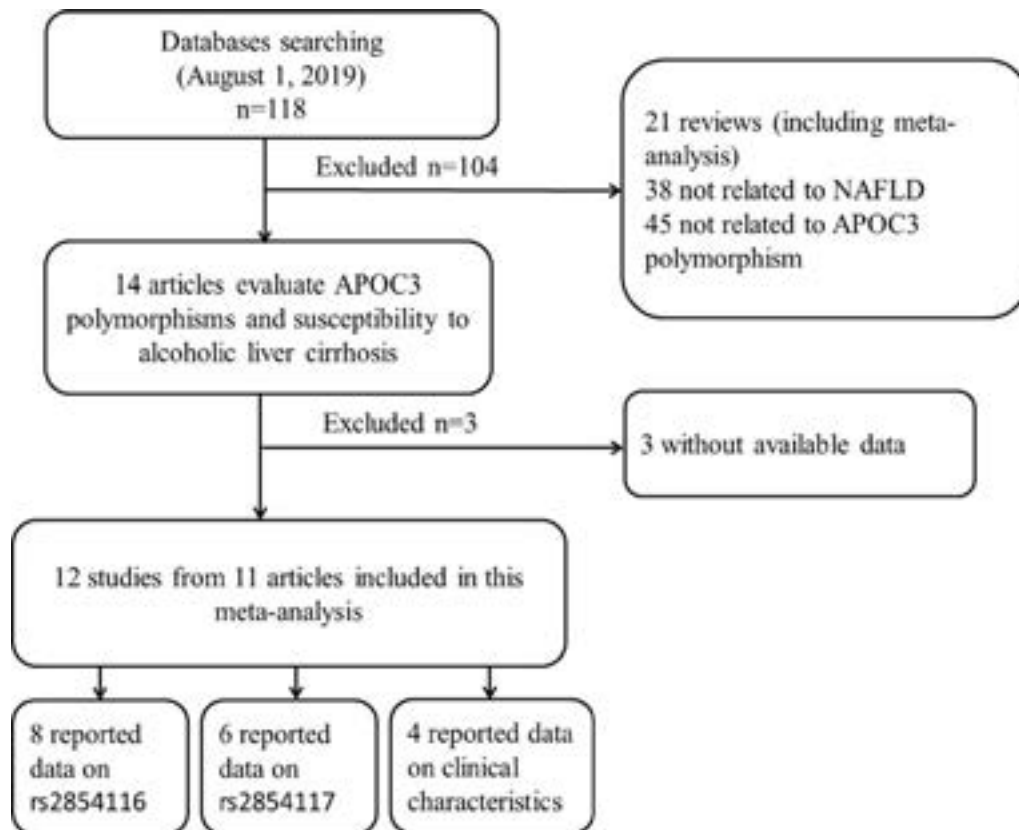 Databases searching
(August 1, 2019)
n=118
Excluded n=104
21 reviews (including meta-
analysis)
38 not related to NAFLD
45 not related to APOC3
polymorphism
14 articles evaluate APOC3
polymorphisms and susceptibility to
alcoholic liver cirrhosis
Excluded n=3
3 without available data
12 studies from 11 articles included in this
meta-analysis
8 reported
data on
rs2854116
6 reported
data on
rs2854117
4 reported data
on clinical
characteristics